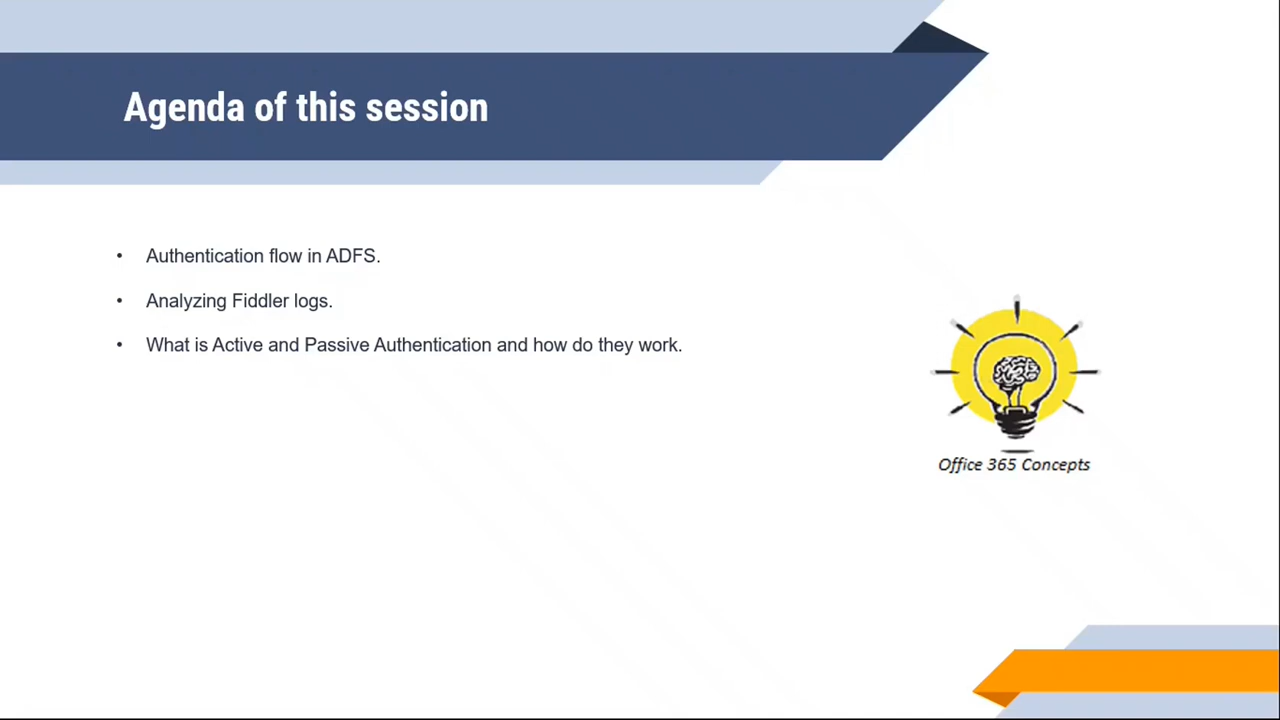 Agenda of this session
• Authentication flow in ADFS.
• Analyzing Fiddler logs.
• What is Active and Passive Authentication and how do they work.
Office 365 Concepts